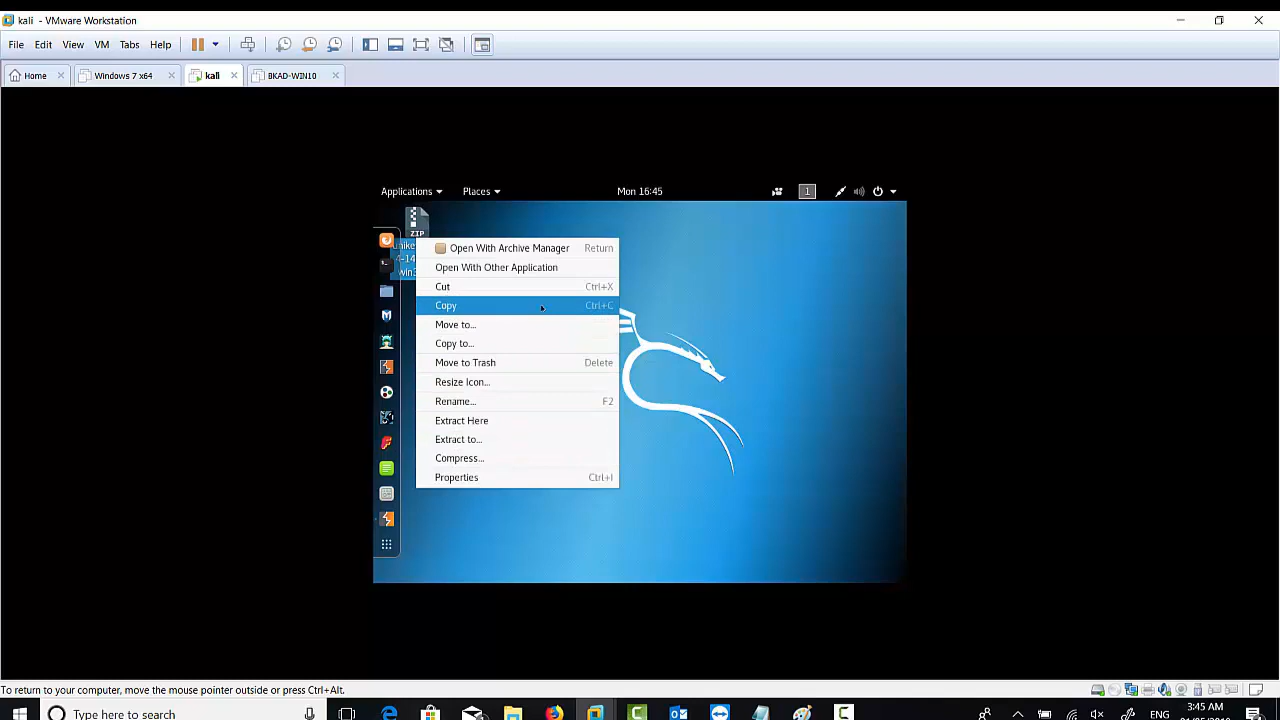 kali - VMware Workstation
File Edit View VM Tabs Help
Home Windows 7 x64 kali BKAD-WIN10
Applications Places Mon 16:45 1
ZIP
Open With Archive Manager Return
Open With Other Application
Cut Ctrl+X
Copy Ctrl+C
Move to...
Copy to...
Move to Trash Delete
Resize Icon...
Rename... F2
Extract Here
Extract to...
Compress...
Properties Ctrl+I
To return to your computer, move the mouse pointer outside or press Ctrl+Alt.
Type here to search ENG 3:45 AM